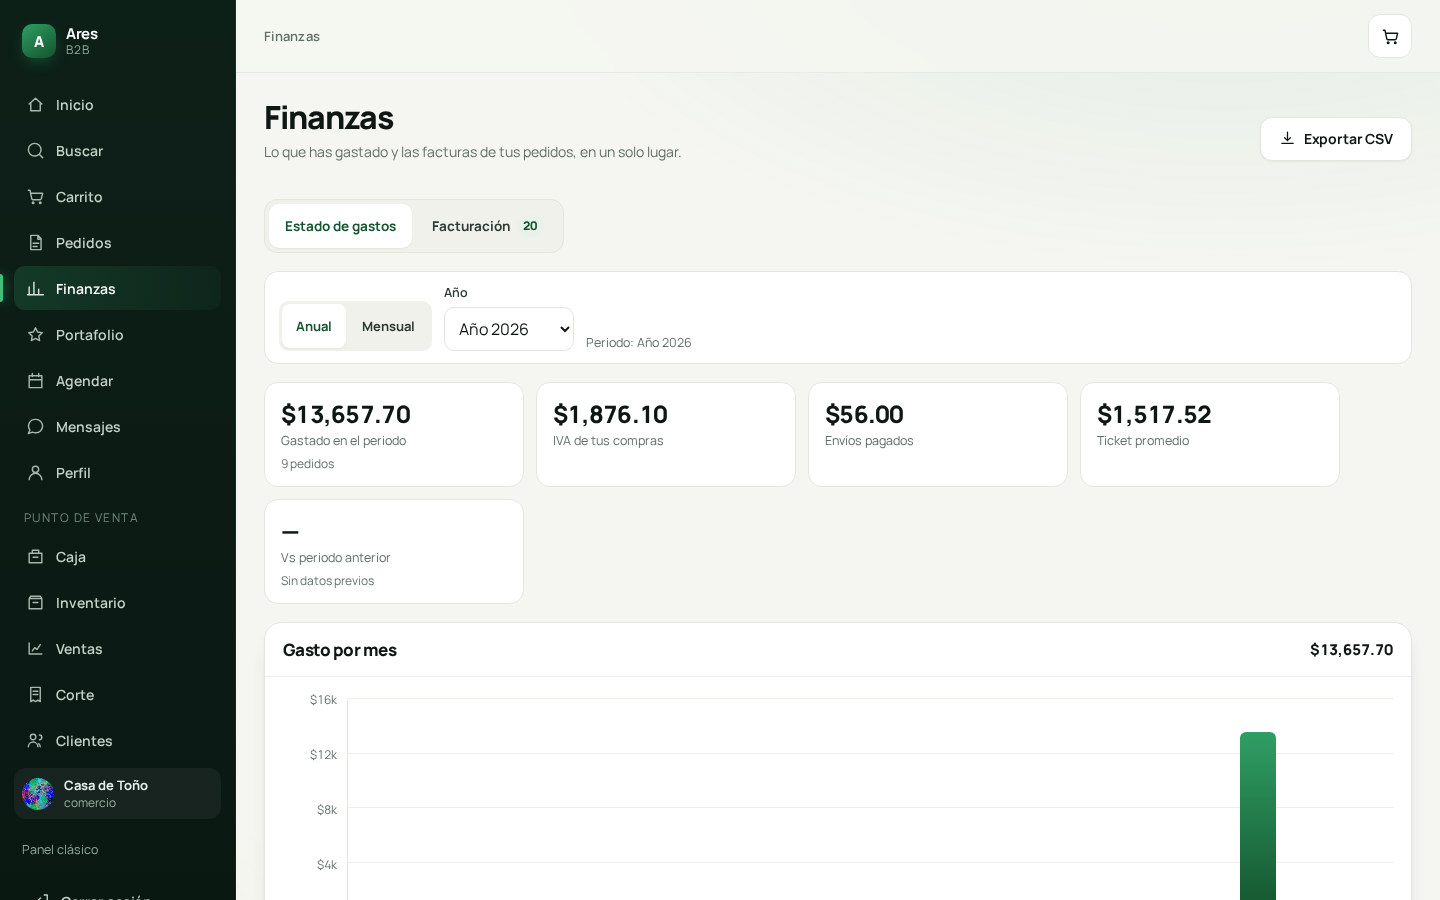 A
Ares
B2B
Inicio
Buscar
Carrito
Pedidos
Finanzas
Portafolio
Agendar
Mensajes
Perfil
PUNTO DE VENTA
Caja
Inventario
Ventas
Corte
Clientes
Casa de Toño
comercio
Panel clásico
Finanzas
Finanzas
Lo que has gastado y las facturas de tus pedidos, en un solo lugar.
Exportar CSV
Estado de gastos
Facturación 20
Año
Anual
Mensual
Año 2026
Periodo: Año 2026
$13,657.70
Gastado en el periodo
9 pedidos
$1,876.10
IVA de tus compras
$56.00
Envíos pagados
$1,517.52
Ticket promedio
—
Vs periodo anterior
Sin datos previos
Gasto por mes
$13,657.70
$16k
$12k
$8k
$4k